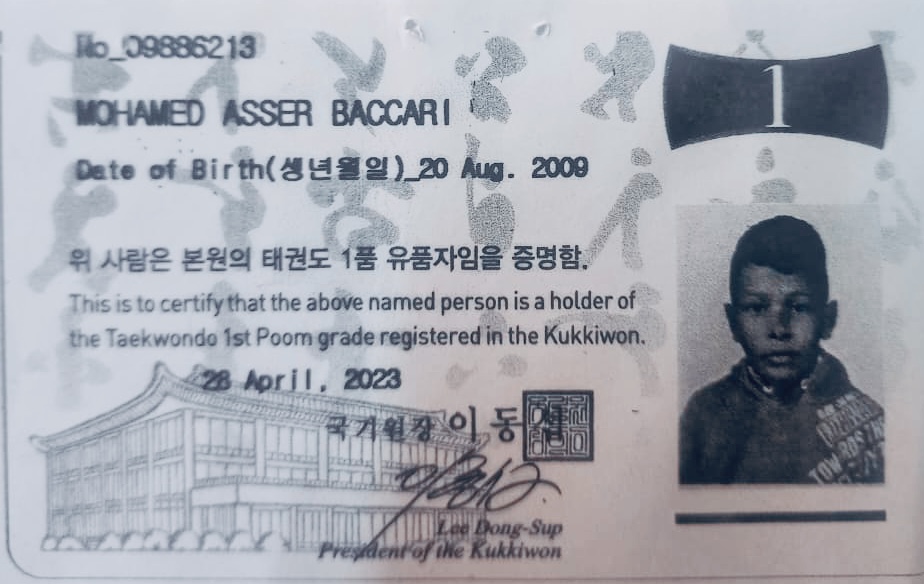 No_09886213
1
MOHAMED ASSER BACCARI
Date of Birth(생년월일)_20 Aug. 2009
위 사람은 본원의 태권도 1품 유품자임을 증명함.
This is to certify that the above named person is a holder of
the Taekwondo 1st Poom grade registered in the Kukkiwon.
28 April, 2023
국기원장 이 동
Lee Dong-Sup
President of the Kukkiwon